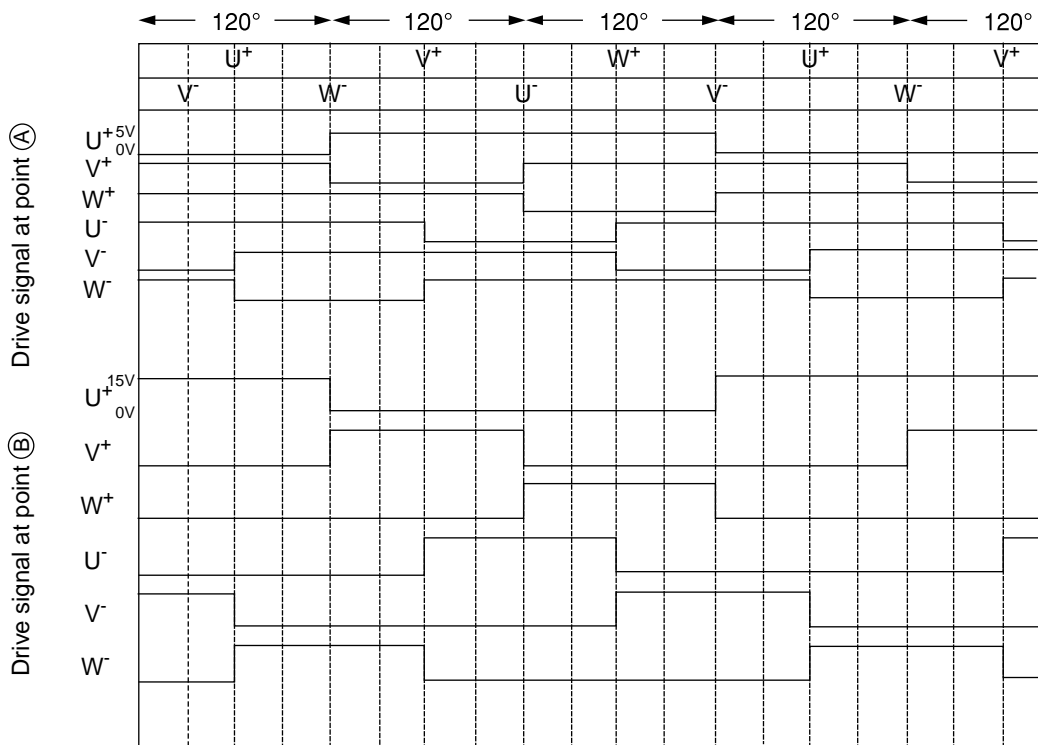 120° 120° 120° 120° 120°
U+ V+ W+ U+ V+
V- W- U- V- W-
Drive signal at point Ⓐ
U+ 5V
0V
V+
W+
U-
V-
W-
Drive signal at point Ⓑ
15V
U+
0V
V+
W+
U-
V-
W-